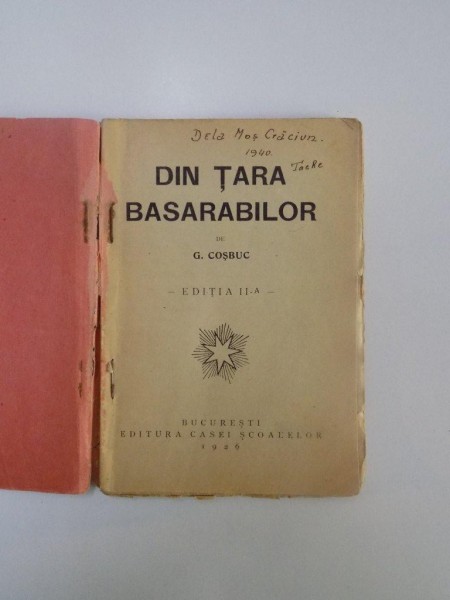 Dela Moș Crăciun.
1940.
Tache
DIN ȚARA
BASARABILOR
DE
G. COȘBUC
— EDIȚIA II-A —
BUCUREȘTI
EDITURA CASEI ȘCOALELOR
1926